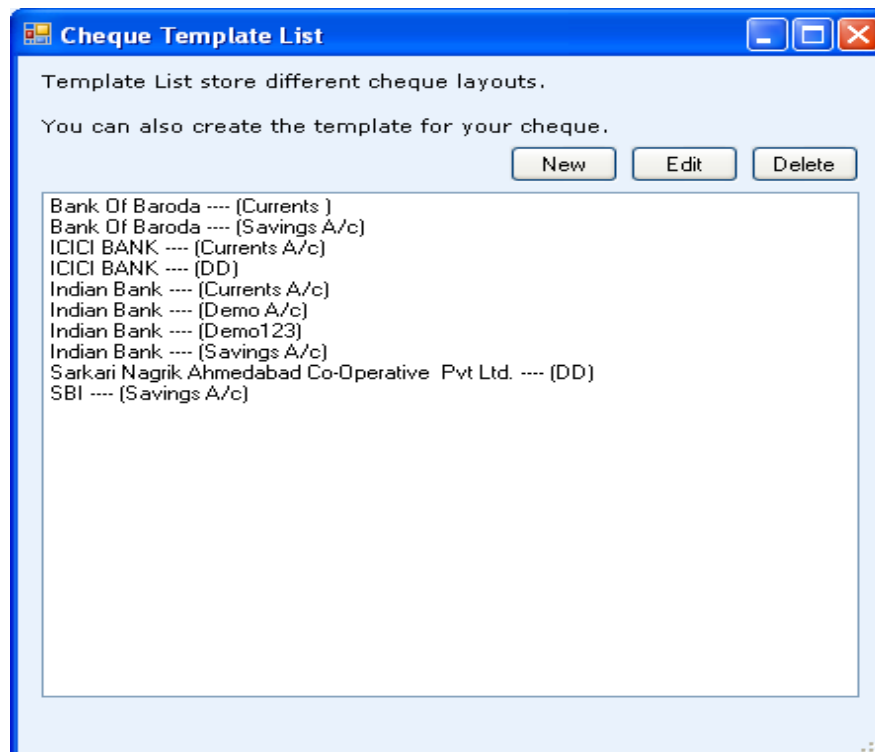 Cheque Template List
Template List store different cheque layouts.
You can also create the template for your cheque.
New Edit Delete
Bank Of Baroda ---- (Currents )
Bank Of Baroda ---- (Savings A/c)
ICICI BANK ---- (Currents A/c)
ICICI BANK ---- (DD)
Indian Bank ---- (Currents A/c)
Indian Bank ---- (Demo A/c)
Indian Bank ---- (Demo123)
Indian Bank ---- (Savings A/c)
Sarkari Nagrik Ahmedabad Co-Operative  Pvt Ltd. ---- (DD)
SBI ---- (Savings A/c)